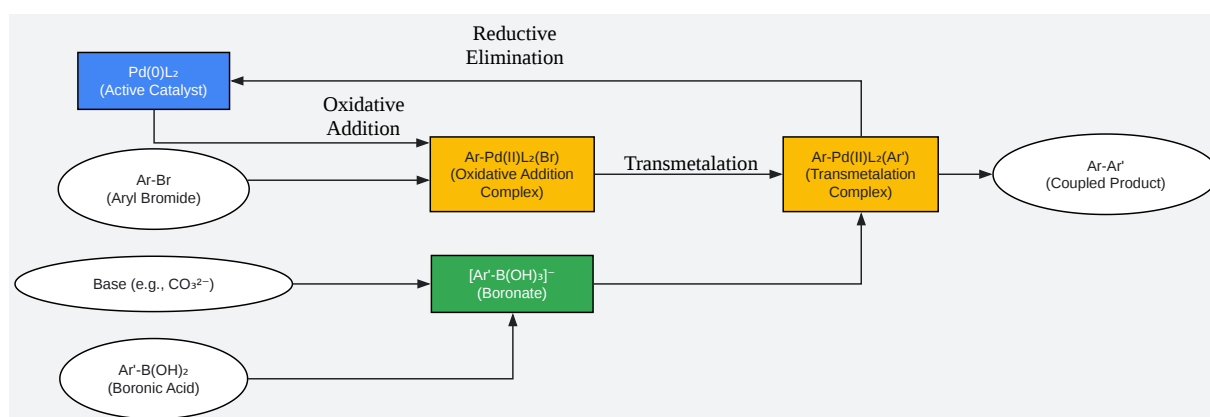 Reductive
Elimination
Pd(0)L₂
(Active Catalyst)
Oxidative
Addition
Ar-Br
(Aryl Bromide)
Ar-Pd(II)L₂(Br)
(Oxidative Addition
Complex)
Transmetalation
Ar-Pd(II)L₂(Ar')
(Transmetalation
Complex)
Ar-Ar'
(Coupled Product)
Base (e.g., CO₃²⁻)
[Ar'-B(OH)₃]⁻
(Boronate)
Ar'-B(OH)₂
(Boronic Acid)